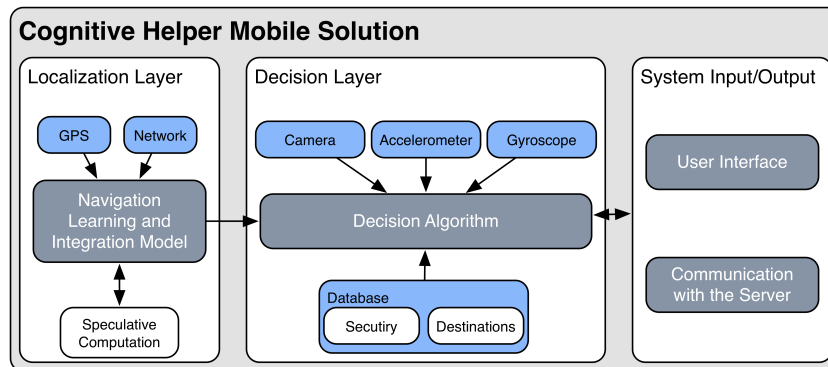 Cognitive Helper Mobile Solution
Localization Layer
GPS
Network
Navigation
Learning and
Integration Model
Speculative
Computation
Decision Layer
Camera
Accelerometer
Gyroscope
Decision Algorithm
Database
Secutiry
Destinations
System Input/Output
User Interface
Communication
with the Server